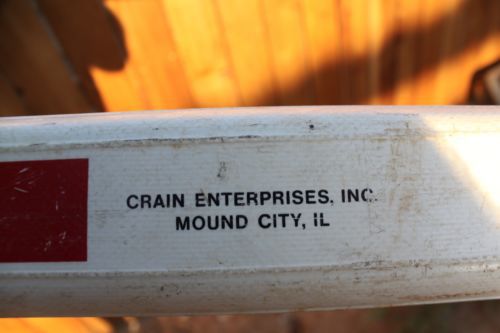 CRAIN ENTERPRISES, INC.
MOUND CITY, IL